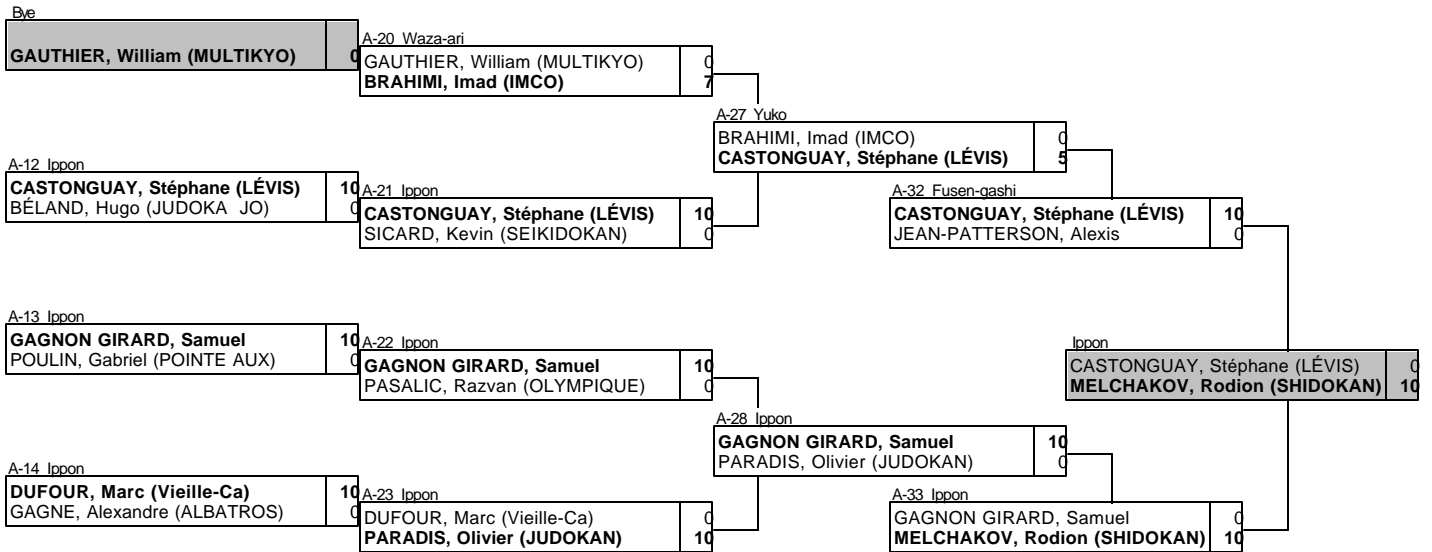 Bye
GAUTHIER, William (MULTIKYO) 0
A-12 Ippon
CASTONGUAY, Stéphane (LÉVIS) 10
BÉLAND, Hugo (JUDOKA JO) 0
A-13 Ippon
GAGNON GIRARD, Samuel 10
POULIN, Gabriel (POINTE AUX) 0
A-14 Ippon
DUFOUR, Marc (Vieille-Ca) 10
GAGNE, Alexandre (ALBATROS) 0
A-20 Waza-ari
GAUTHIER, William (MULTIKYO) 0
BRAHIMI, Imad (IMCO) 7
A-21 Ippon
CASTONGUAY, Stéphane (LÉVIS) 10
SICARD, Kevin (SEIKIDOKAN) 0
A-22 Ippon
GAGNON GIRARD, Samuel 10
PASALIC, Razvan (OLYMPIQUE) 0
A-23 Ippon
DUFOUR, Marc (Vieille-Ca) 0
PARADIS, Olivier (JUDOKAN) 10
A-27 Yuko
BRAHIMI, Imad (IMCO) 0
CASTONGUAY, Stéphane (LÉVIS) 5
A-28 Ippon
GAGNON GIRARD, Samuel 10
PARADIS, Olivier (JUDOKAN) 0
A-32 Fusen-gashi
CASTONGUAY, Stéphane (LÉVIS) 10
JEAN-PATTERSON, Alexis 0
A-33 Ippon
GAGNON GIRARD, Samuel 0
MELCHAKOV, Rodion (SHIDOKAN) 10
Ippon
CASTONGUAY, Stéphane (LÉVIS) 0
MELCHAKOV, Rodion (SHIDOKAN) 10